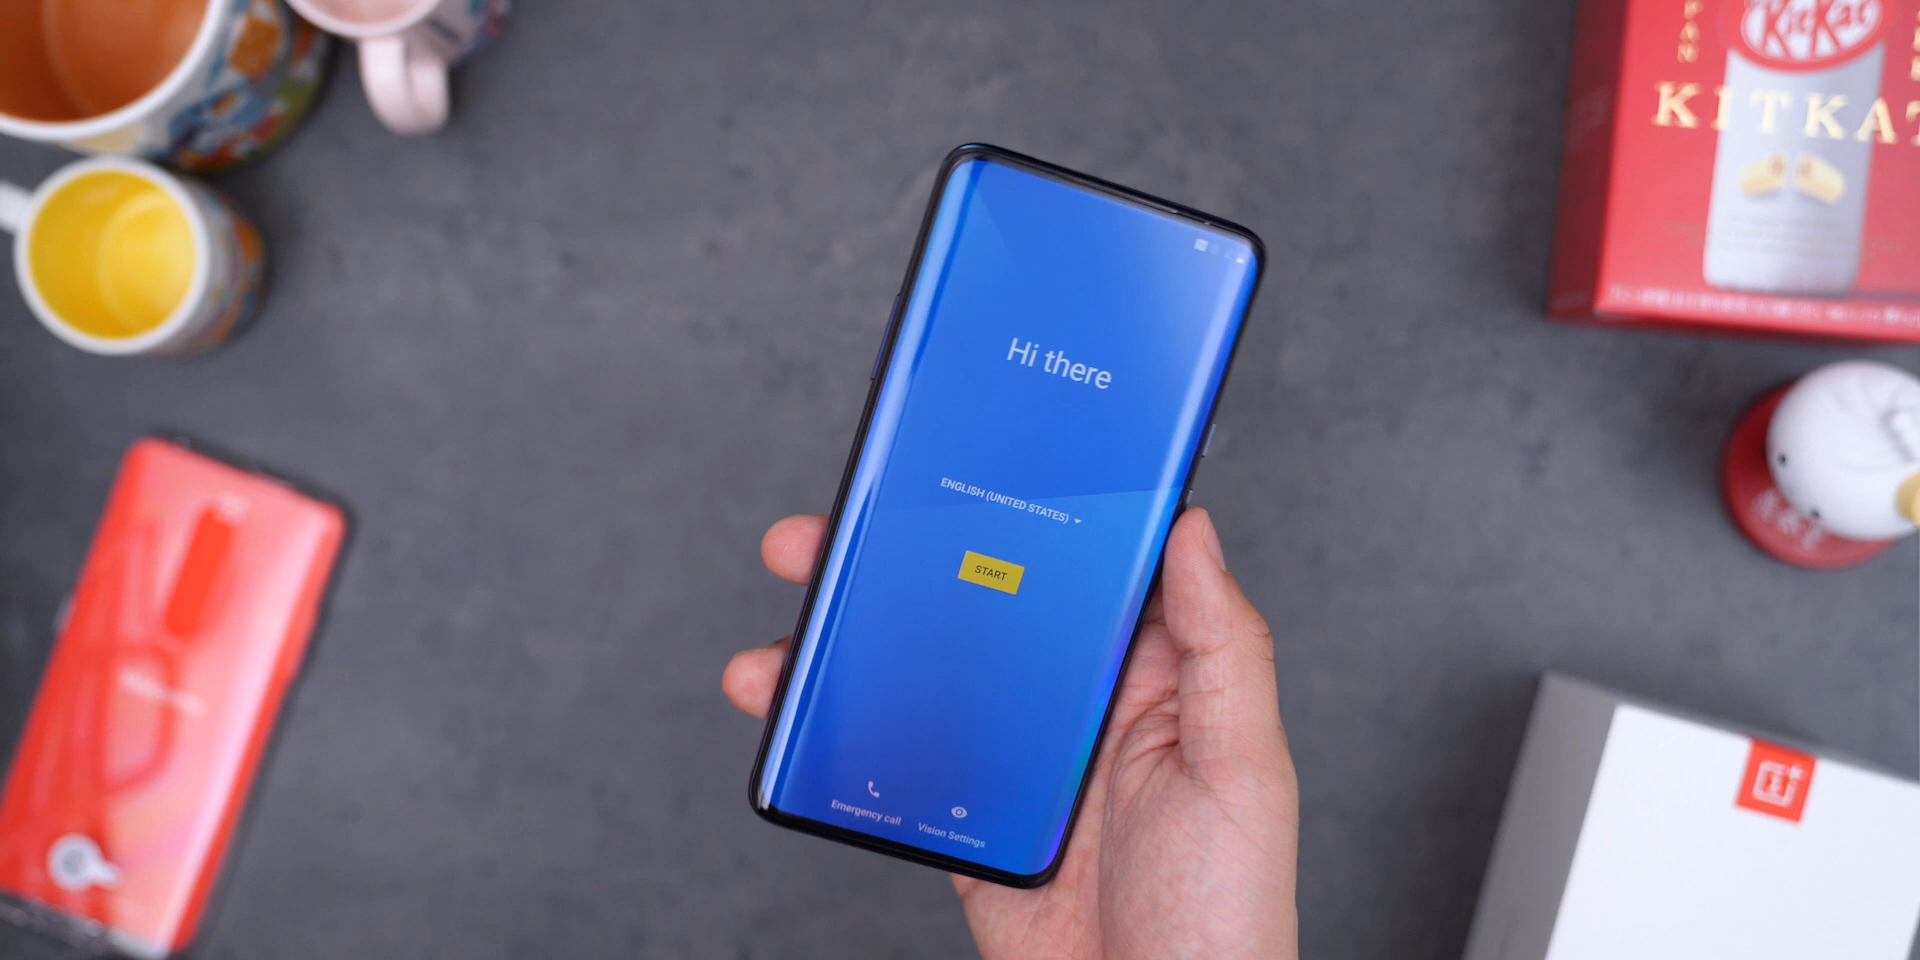 KitKat
KITKAT
Hi there
ENGLISH (UNITED STATES)
START
Emergency call
Vision Settings